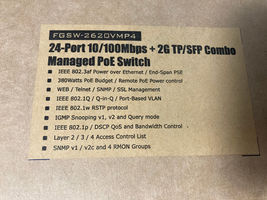 FGSW-2620VMP4
24-Port 10/100Mbps + 2G TP/SFP Combo
Managed PoE Switch
■ IEEE 802.3af Power over Ethernet / End-Span PSE
■ 380Watts PoE Budget / Remote PoE Power control
■ WEB / Telnet / SNMP / SSL Management
■ IEEE 802.1Q / Q-in-Q / Port-Based VLAN
■ IEEE 802.1w RSTP protocol
■ IGMP Snooping v1, v2 and Query mode
■ IEEE 802.1p / DSCP QoS and Bandwidth Control
■ Layer 2 / 3 / 4 Access Control List
■ SNMP v1 / v2c and 4 RMON Groups